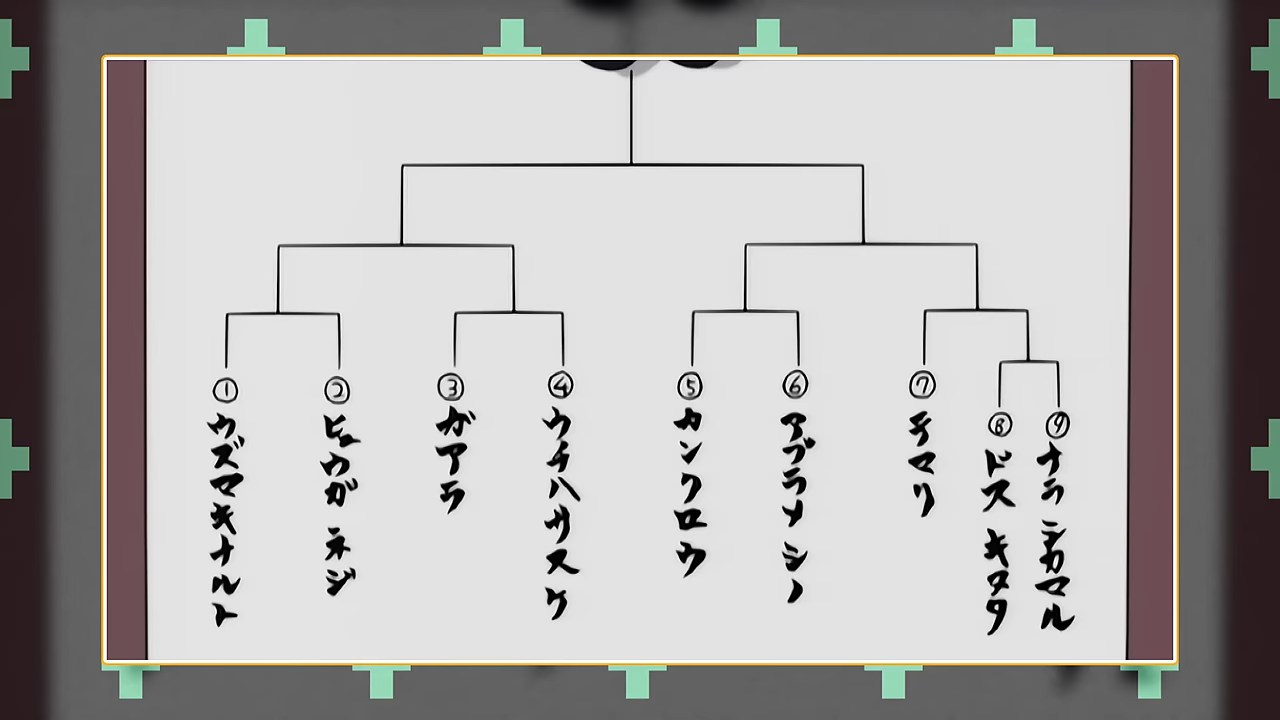 ① ウズマキナルト
② ヒュウガ ネジ
③ ガアラ
④ ウチハサスケ
⑤ カンクロウ
⑥ アブラメ シノ
⑦ テマリ
⑧ ドス キヌタ
⑨ ナラ シカマル